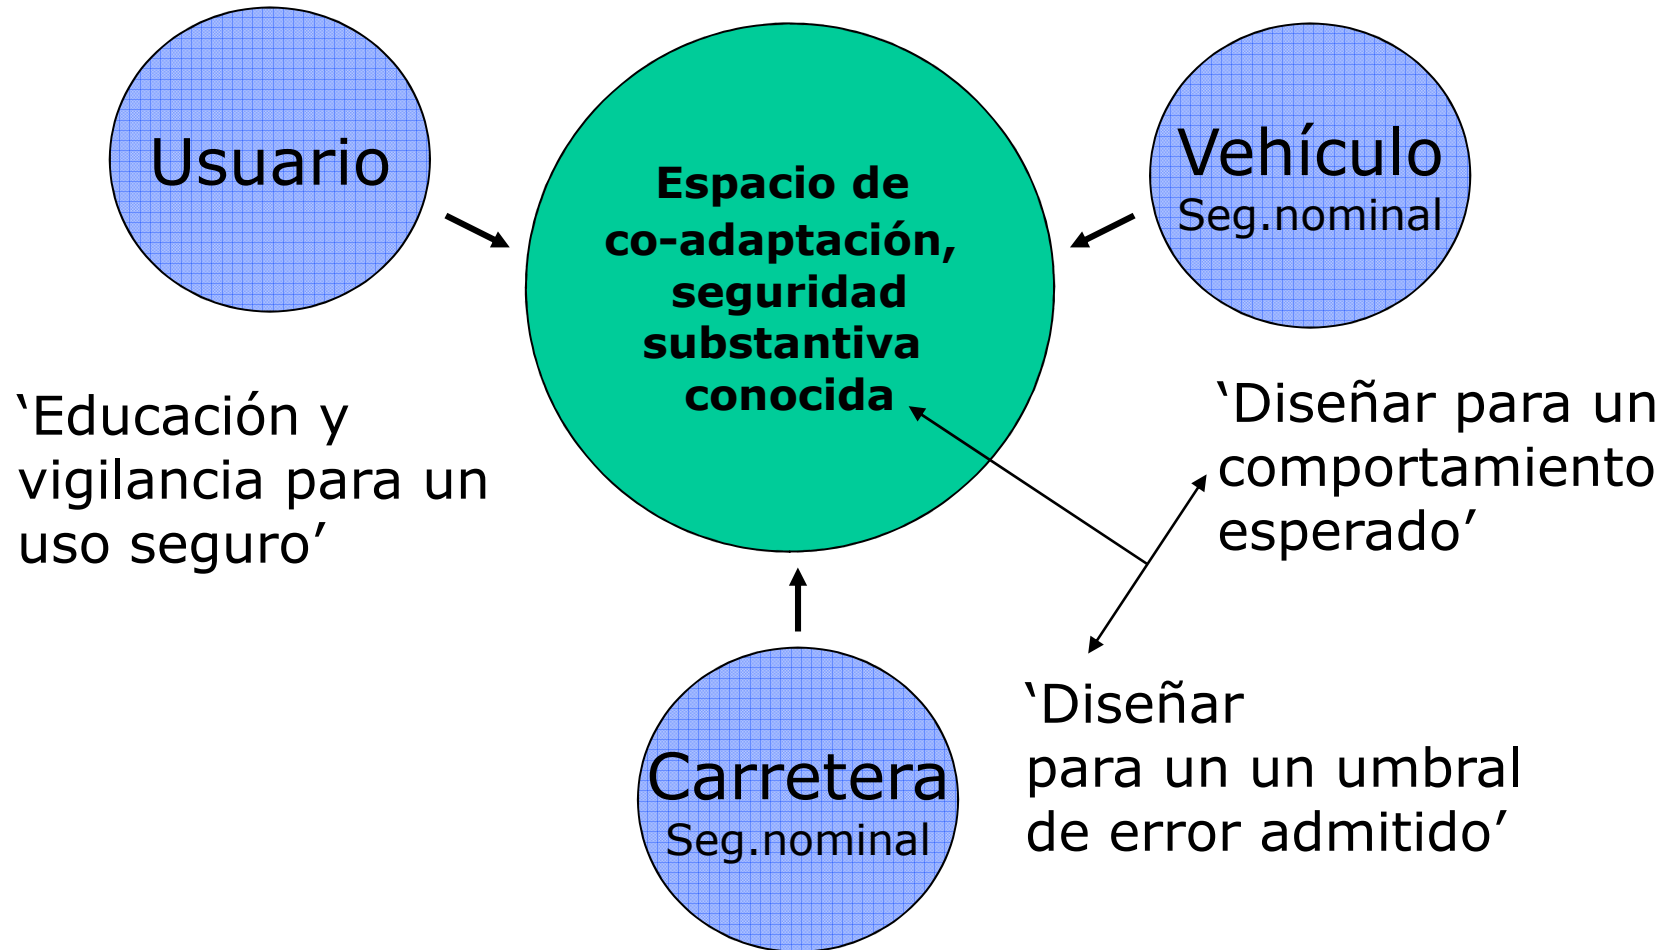 Usuario
Espacio de
co-adaptación,
seguridad
substantiva
conocida
Vehículo
Seg.nominal
‘Educación y
vigilancia para un
uso seguro’
‘Diseñar para un
comportamiento
esperado’
Carretera
Seg.nominal
‘Diseñar
para un un umbral
de error admitido’